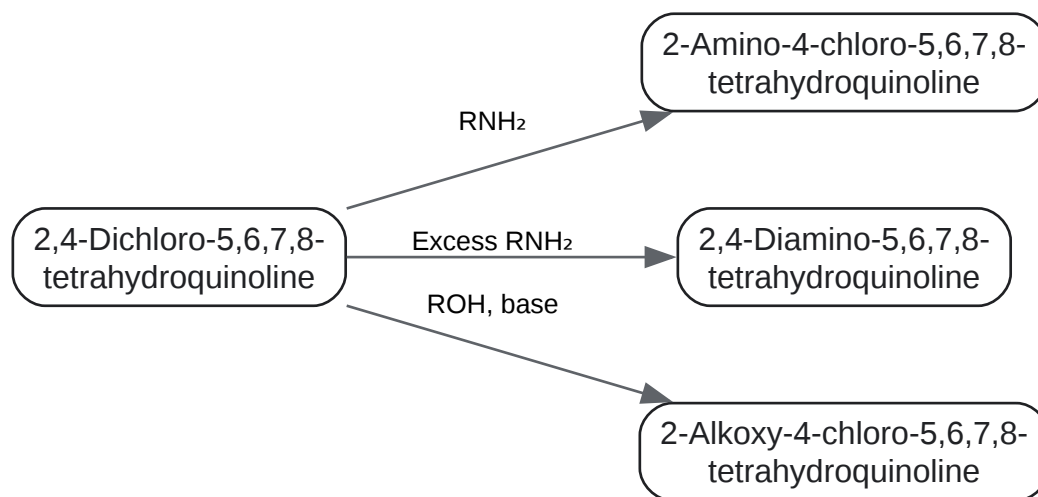 2-Amino-4-chloro-5,6,7,8-
tetrahydroquinoline
RNH₂
2,4-Dichloro-5,6,7,8-
tetrahydroquinoline
Excess RNH₂
2,4-Diamino-5,6,7,8-
tetrahydroquinoline
ROH, base
2-Alkoxy-4-chloro-5,6,7,8-
tetrahydroquinoline